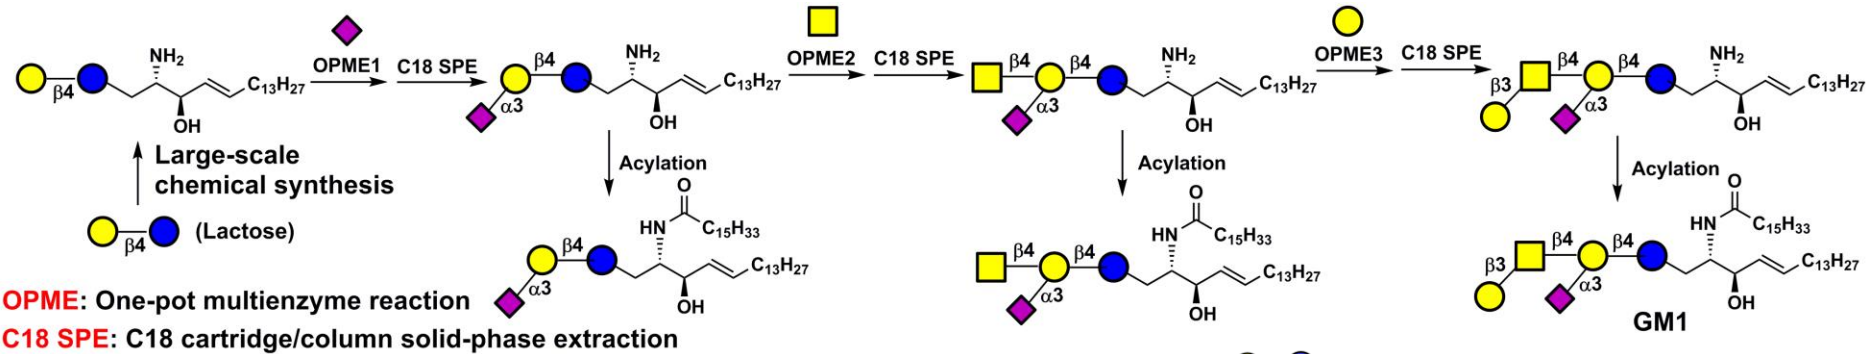 OPME1 C18 SPE
OPME2 C18 SPE
OPME3 C18 SPE
β4 NH₂ OH C₁₃H₂₇
β4 α3 NH₂ OH C₁₃H₂₇
β4 β4 α3 NH₂ OH C₁₃H₂₇
β3 β4 β4 α3 NH₂ OH C₁₃H₂₇
Large-scale
chemical synthesis
Acylation
Acylation
Acylation
β4 (Lactose)
β4 α3 HN O C₁₅H₃₃ OH C₁₃H₂₇
β4 β4 α3 HN O C₁₅H₃₃ OH C₁₃H₂₇
β3 β4 β4 α3 HN O C₁₅H₃₃ OH C₁₃H₂₇
GM1
OPME: One-pot multienzyme reaction
C18 SPE: C18 cartridge/column solid-phase extraction